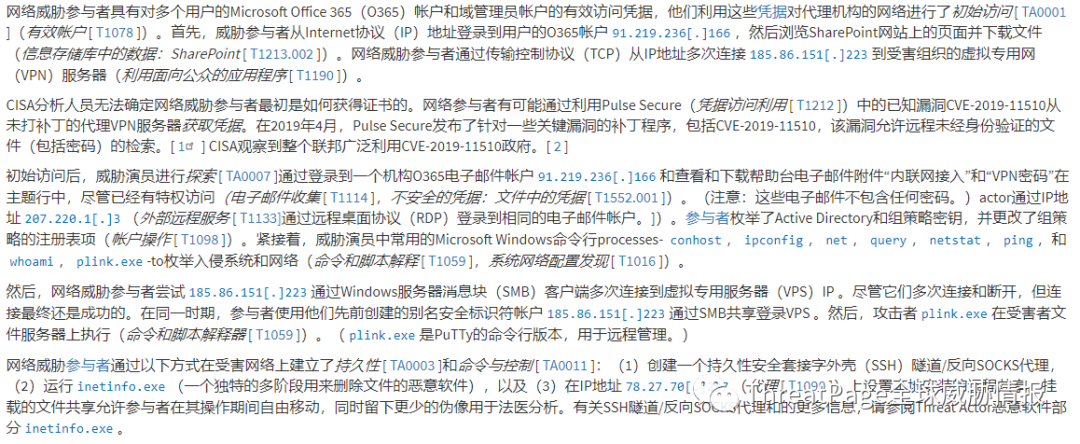 威胁参与者具有对多个用户的Microsoft Office 365（O365）帐户和域管理员帐户的有效访问凭据，他们利用这些凭据对代理机构的网络进行了初始访问[ TA0001
]（有效帐户[ T1078 ]）。首先，威胁参与者从Internet协议（IP）地址登录到用户的O365帐户 91.219.236[.]166 ，然后浏览SharePoint网站上的页面并下载文件
（信息存储库中的数据：SharePoint [ T1213.002 ]）。网络威胁参与者通过传输控制协议（TCP）从IP地址多次连接 185.86.151[.]223 到受害组织的虚拟专用网
（VPN）服务器（利用面向公众的应用程序[ T1190 ]）。
CISA分析人员无法确定网络威胁参与者最初是如何获得证书的。网络参与者有可能通过利用Pulse Secure（凭据访问利用[ T1212 ]）中的已知漏洞CVE-2019-11510从
未打补丁的代理VPN服务器获取凭据。在2019年4月，Pulse Secure发布了针对一些关键漏洞的补丁程序，包括CVE-2019-11510，该漏洞允许远程未经身份验证的文
件（包括密码）的检索。[ 1 ] CISA观察到整个联邦广泛利用CVE-2019-11510政府。[ 2 ]
初始访问后，威胁演员进行探索[ TA0007 ]通过登录到一个机构O365电子邮件帐户 91.219.236[.]166 和查看和下载帮助台电子邮件附件“内联网接入”和“VPN密码”在
主题行中，尽管已经有特权访问（电子邮件收集[ T1114 ]，不安全的凭据：文件中的凭据[ T1552.001 ]）。（注意：这些电子邮件不包含任何密码。）actor通过IP地
址 207.220.1[.]3 （外部远程服务[ T1133]通过远程桌面协议（RDP）登录到相同的电子邮件帐户。]）。参与者枚举了Active Directory和组策略密钥，并更改了组策
略的注册表项（帐户操作[ T1098 ]）。紧接着，威胁演员中常用的Microsoft Windows命令行processes- conhost ， ipconfig ， net ， query ， netstat ， ping ，和
whoami ， plink.exe -to枚举入侵系统和网络（命令和脚本解释[ T1059 ]，系统网络配置发现[ T1016 ]）。
然后，网络威胁参与者尝试 185.86.151[.]223 通过Windows服务器消息块（SMB）客户端多次连接到虚拟专用服务器（VPS）IP 。尽管它们多次连接和断开，但连
接最终还是成功的。在同一时期，参与者使用他们先前创建的别名安全标识符帐户 185.86.151[.]223 通过SMB共享登录VPS 。然后，攻击者 plink.exe 在受害者文
件服务器上执行（命令和脚本解释器[ T1059 ]）。（ plink.exe 是PuTTy的命令行版本，用于远程管理。)
网络威胁参与者通过以下方式在受害网络上建立了持久性[ TA0003 ]和命令与控制[ TA0011 ]：（1）创建一个持久性安全套接字外壳（SSH）隧道/反向SOCKS代理，
（2）运行 inetinfo.exe （一个独特的多阶段用来删除文件的恶意软件），以及（3）在IP地址 78.27.70[ （代理[ T1090 ]）上设置 挂
载的文件共享允许参与者在其操作期间自由移动，同时留下更少的伪像用于法医分析。有关SSH隧道/反向SOCKS代理和的更多信息，请参阅Threat Actor恶意软件部
分 inetinfo.exe 。
ThreatPage全球威胁情报